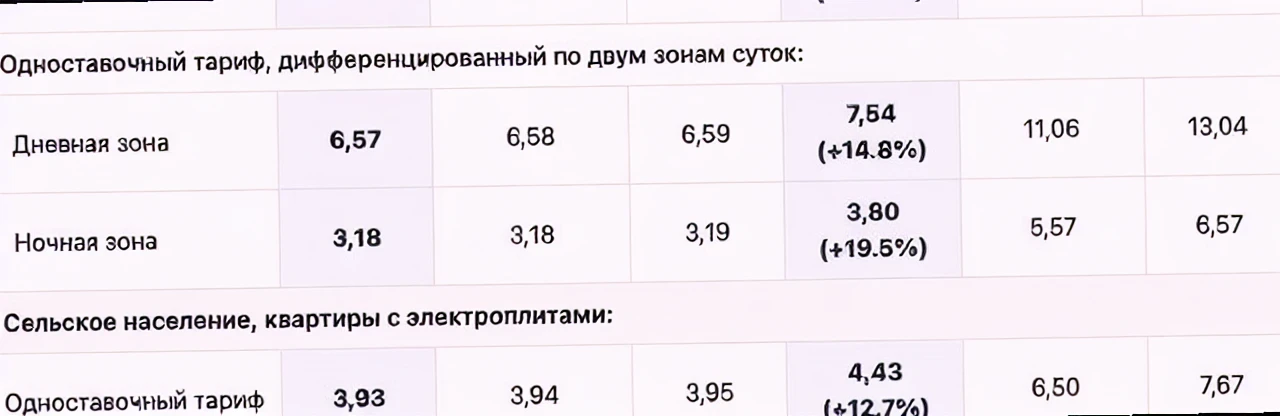 Одноставочный тариф, дифференцированный по двум зонам суток:
Дневная зона 6,57 6,58 6,59 7,54 (+14.8%) 11,06 13,04
Ночная зона 3,18 3,18 3,19 3,80 (+19.5%) 5,57 6,57
Сельское население, квартиры с электроплитами:
Одноставочный тариф 3,93 3,94 3,95 4,43 (+12.7%) 6,50 7,67